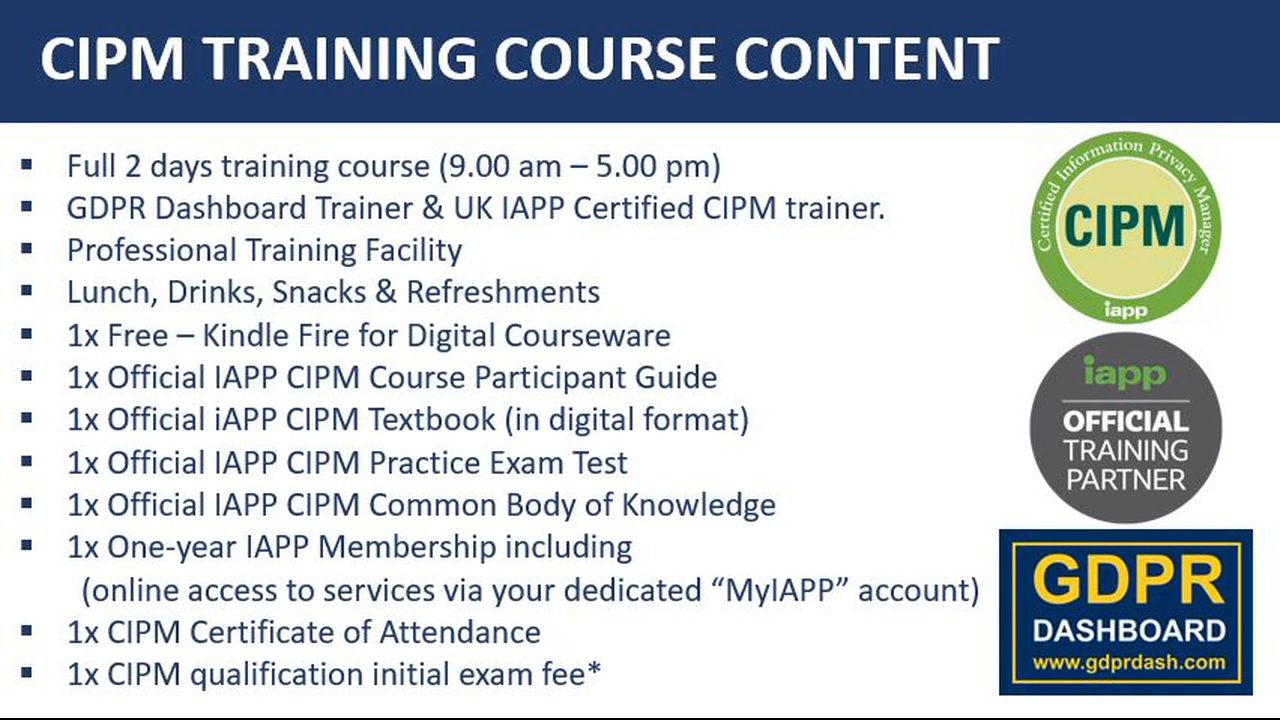 CIPM TRAINING COURSE CONTENT
▪ Full 2 days training course (9.00 am – 5.00 pm)
▪ GDPR Dashboard Trainer & UK IAPP Certified CIPM trainer.
▪ Professional Training Facility
▪ Lunch, Drinks, Snacks & Refreshments
▪ 1x Free – Kindle Fire for Digital Courseware
▪ 1x Official IAPP CIPM Course Participant Guide
▪ 1x Official iAPP CIPM Textbook (in digital format)
▪ 1x Official IAPP CIPM Practice Exam Test
▪ 1x Official IAPP CIPM Common Body of Knowledge
▪ 1x One-year IAPP Membership including
(online access to services via your dedicated “MyIAPP” account)
▪ 1x CIPM Certificate of Attendance
▪ 1x CIPM qualification initial exam fee*
Certified Information Privacy Manager
CIPM
iapp
iapp
OFFICIAL
TRAINING
PARTNER
GDPR
DASHBOARD
www.gdprdash.com